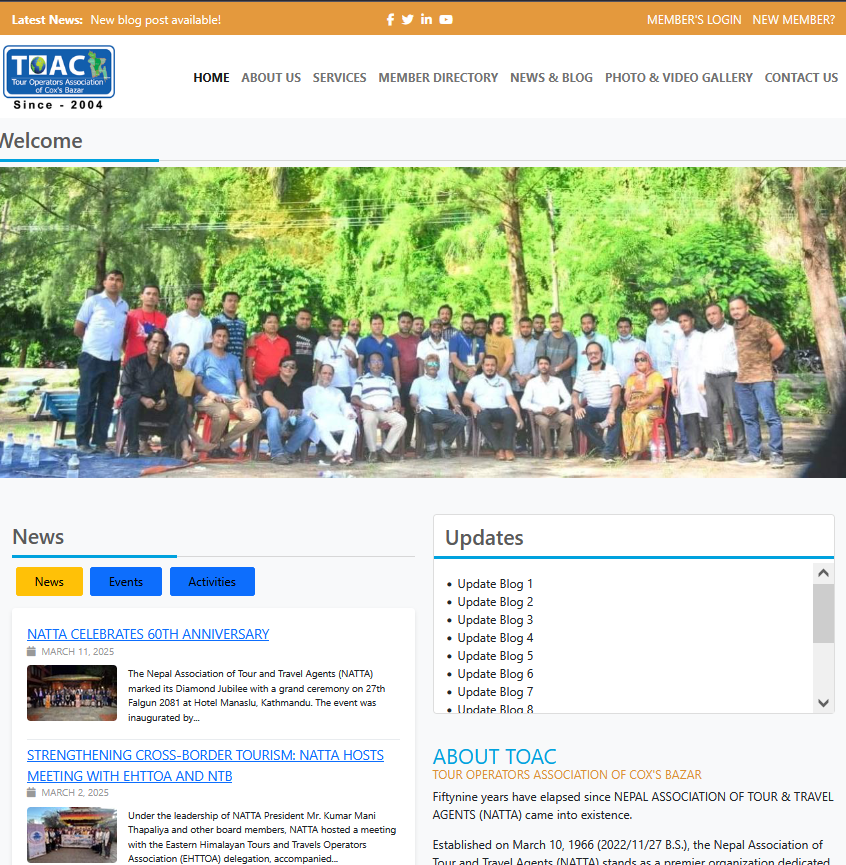 Latest News: New blog post available!
MEMBER'S LOGIN NEW MEMBER?
TOAC
Tour Operators Association
of Cox's Bazar
Since - 2004
HOME ABOUT US SERVICES MEMBER DIRECTORY NEWS & BLOG PHOTO & VIDEO GALLERY CONTACT US
Welcome
News
News Events Activities
NATTA CELEBRATES 60TH ANNIVERSARY
MARCH 11, 2025
The Nepal Association of Tour and Travel Agents (NATTA)
marked its Diamond Jubilee with a grand ceremony on 27th
Falgun 2081 at Hotel Manaslu, Kathmandu. The event was
inaugurated by...
STRENGTHENING CROSS-BORDER TOURISM: NATTA HOSTS
MEETING WITH EHTTOA AND NTB
MARCH 2, 2025
Under the leadership of NATTA President Mr. Kumar Mani
Thapaliya and other board members, NATTA hosted a meeting
with the Eastern Himalayan Tours and Travels Operators
Association (EHTTOA) delegation, accompanied...
Updates
Update Blog 1
Update Blog 2
Update Blog 3
Update Blog 4
Update Blog 5
Update Blog 6
Update Blog 7
Update Blog 8
ABOUT TOAC
TOUR OPERATORS ASSOCIATION OF COX'S BAZAR
Fiftynine years have elapsed since NEPAL ASSOCIATION OF TOUR & TRAVEL
AGENTS (NATTA) came into existence.
Established on March 10, 1966 (2022/11/27 B.S.), the Nepal Association of
Tour and Travel Agents (NATTA) stands as a premier organization dedicated